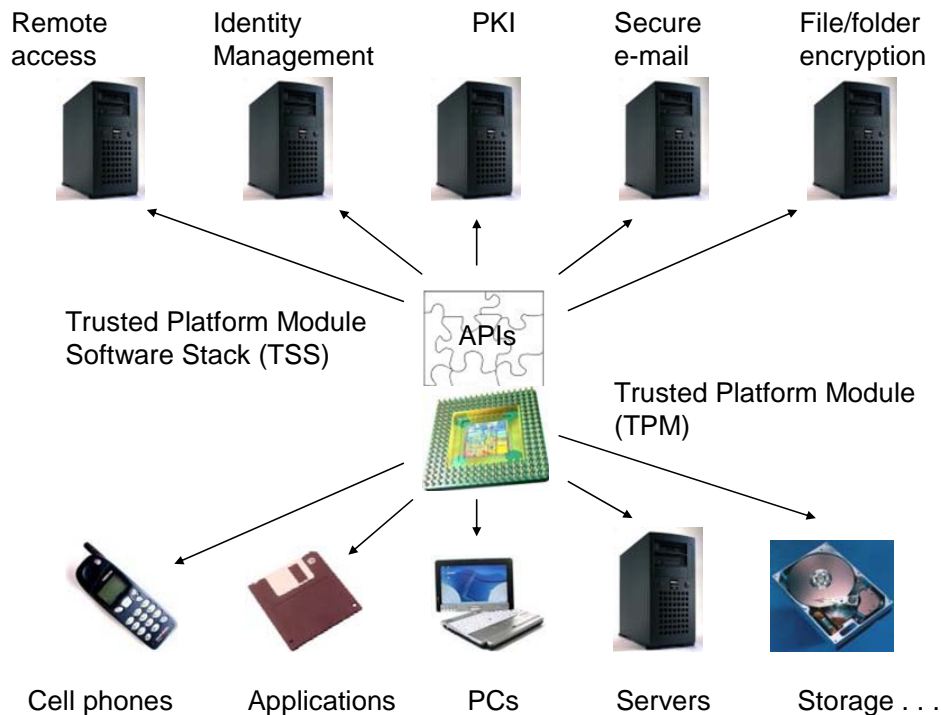 Remote
access
Identity
Management
PKI
Secure
e-mail
File/folder
encryption
Trusted Platform Module
Software Stack (TSS)
APIs
Trusted Platform Module
(TPM)
Cell phones
Applications
PCs
Servers
Storage . . .